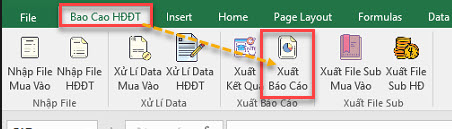 File Bao Cao HĐĐT Insert Home Page Layout Formulas Data
Nhập File Mua Vào
Nhập File HĐĐT
Xử Lí Data Mua Vào
Xử Lí Data HĐĐT
Xuất Kết Quả
Xuất Báo Cáo
Xuất File Sub Mua Vào
Xuất File Sub HĐ
Nhập File Xử Lí Data Xuất Báo Cáo Xuất File Sub